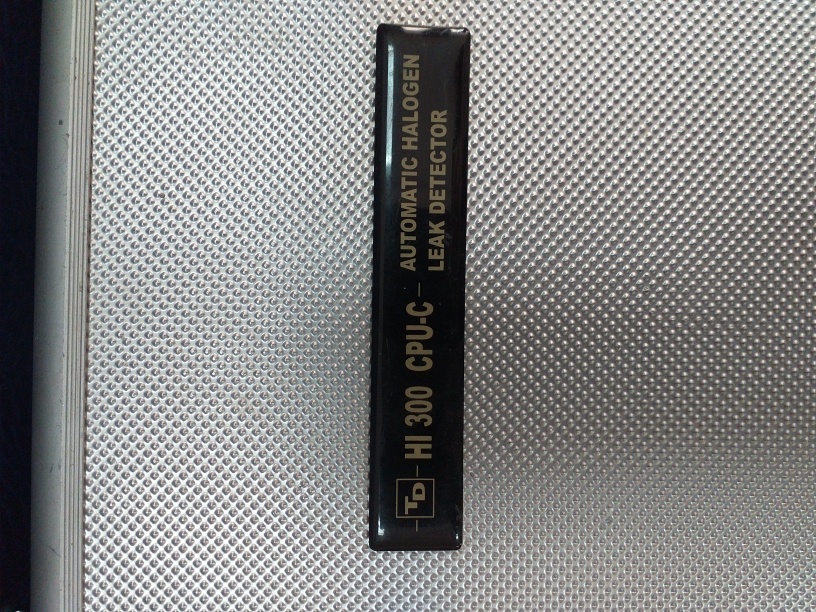 TD HI 300 CPU-C
AUTOMATIC HALOGEN
LEAK DETECTOR